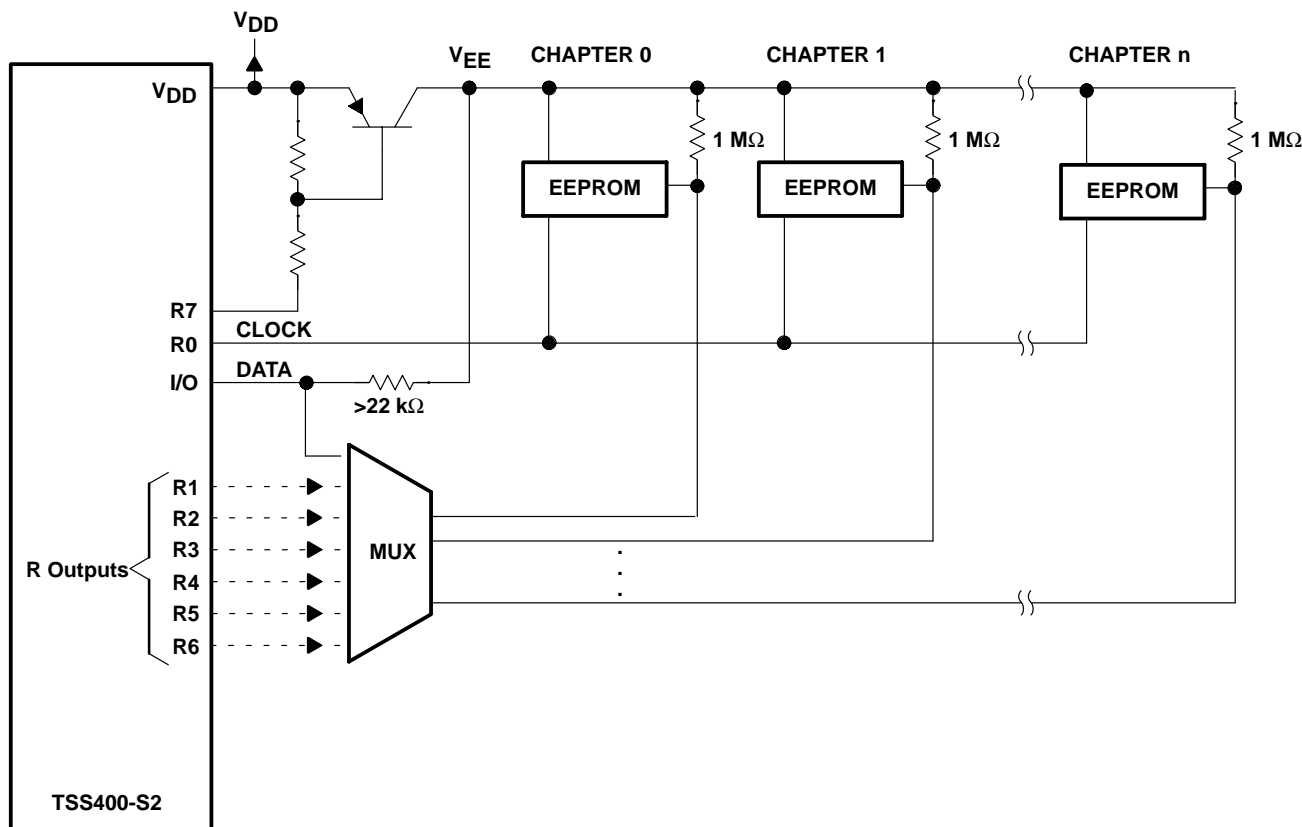 VDD
VEE
CHAPTER 0
CHAPTER 1
CHAPTER n
VDD
1 MΩ
1 MΩ
1 MΩ
EEPROM
EEPROM
EEPROM
R7
CLOCK
R0
DATA
I/O
>22 kΩ
R1
R2
R3
MUX
R Outputs
R4
R5
R6
TSS400-S2